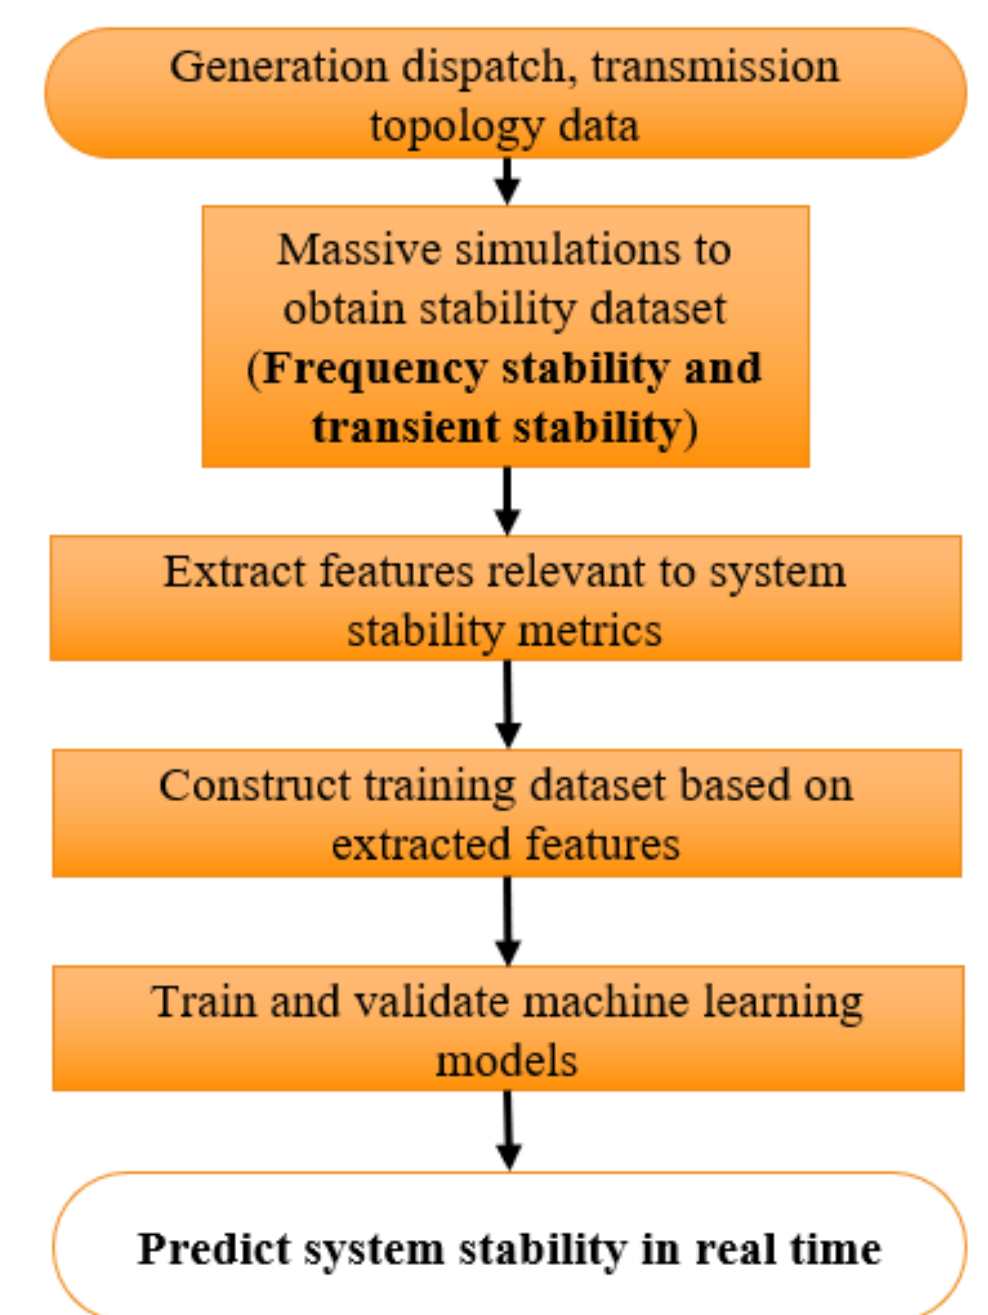 Generation dispatch, transmission
topology data
Massive simulations to
obtain stability dataset
(Frequency stability and
transient stability)
Extract features relevant to system
stability metrics
Construct training dataset based on
extracted features
Train and validate machine learning
models
Predict system stability in real time